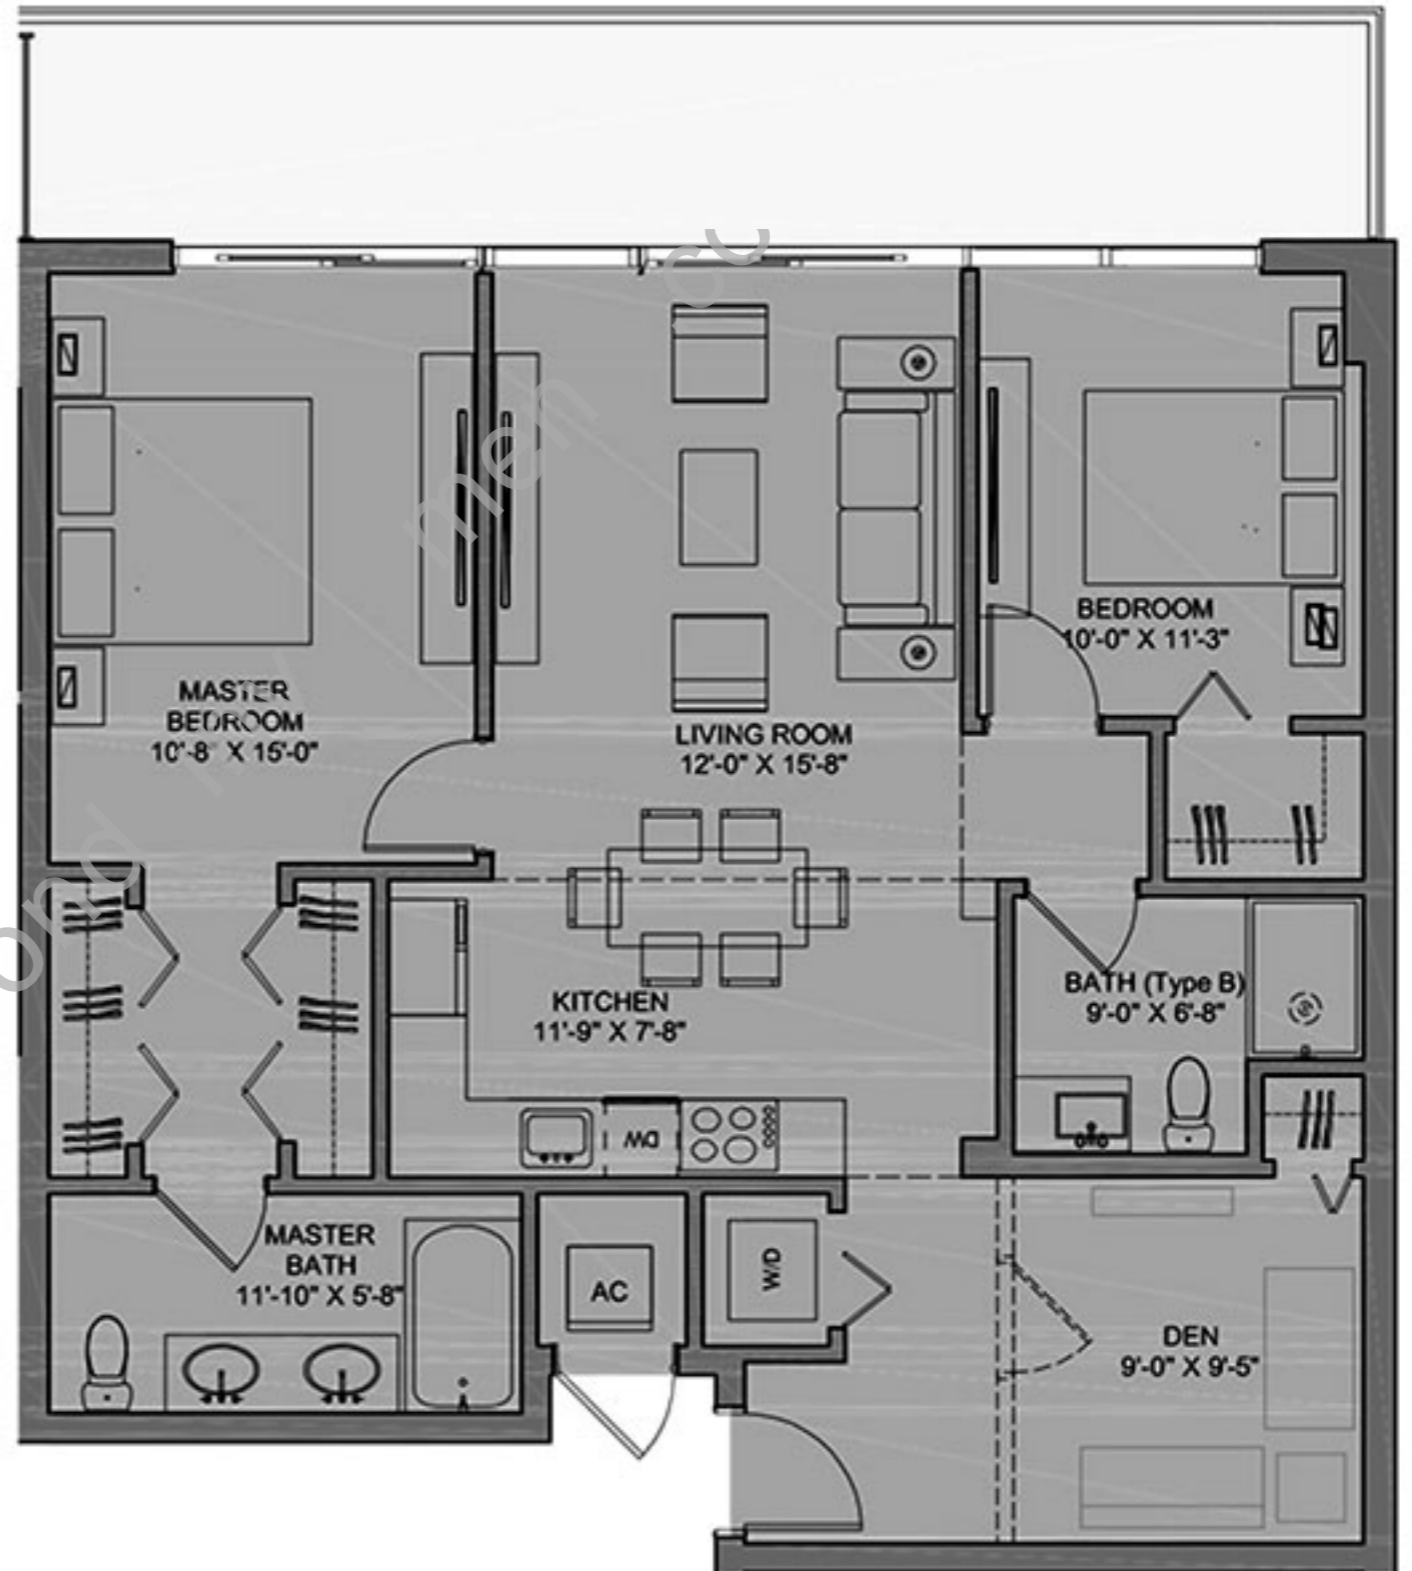 BEDROOM
10'-0" X 11'-3"
MASTER
BEDROOM
10'-8" X 15'-0"
LIVING ROOM
12'-0" X 15'-8"
KITCHEN
11'-9" X 7'-8"
BATH (Type B)
9'-0" X 6'-8"
DW
MASTER
BATH
11'-10" X 5'-8"
AC
W/D
DEN
9'-0" X 9'-5"